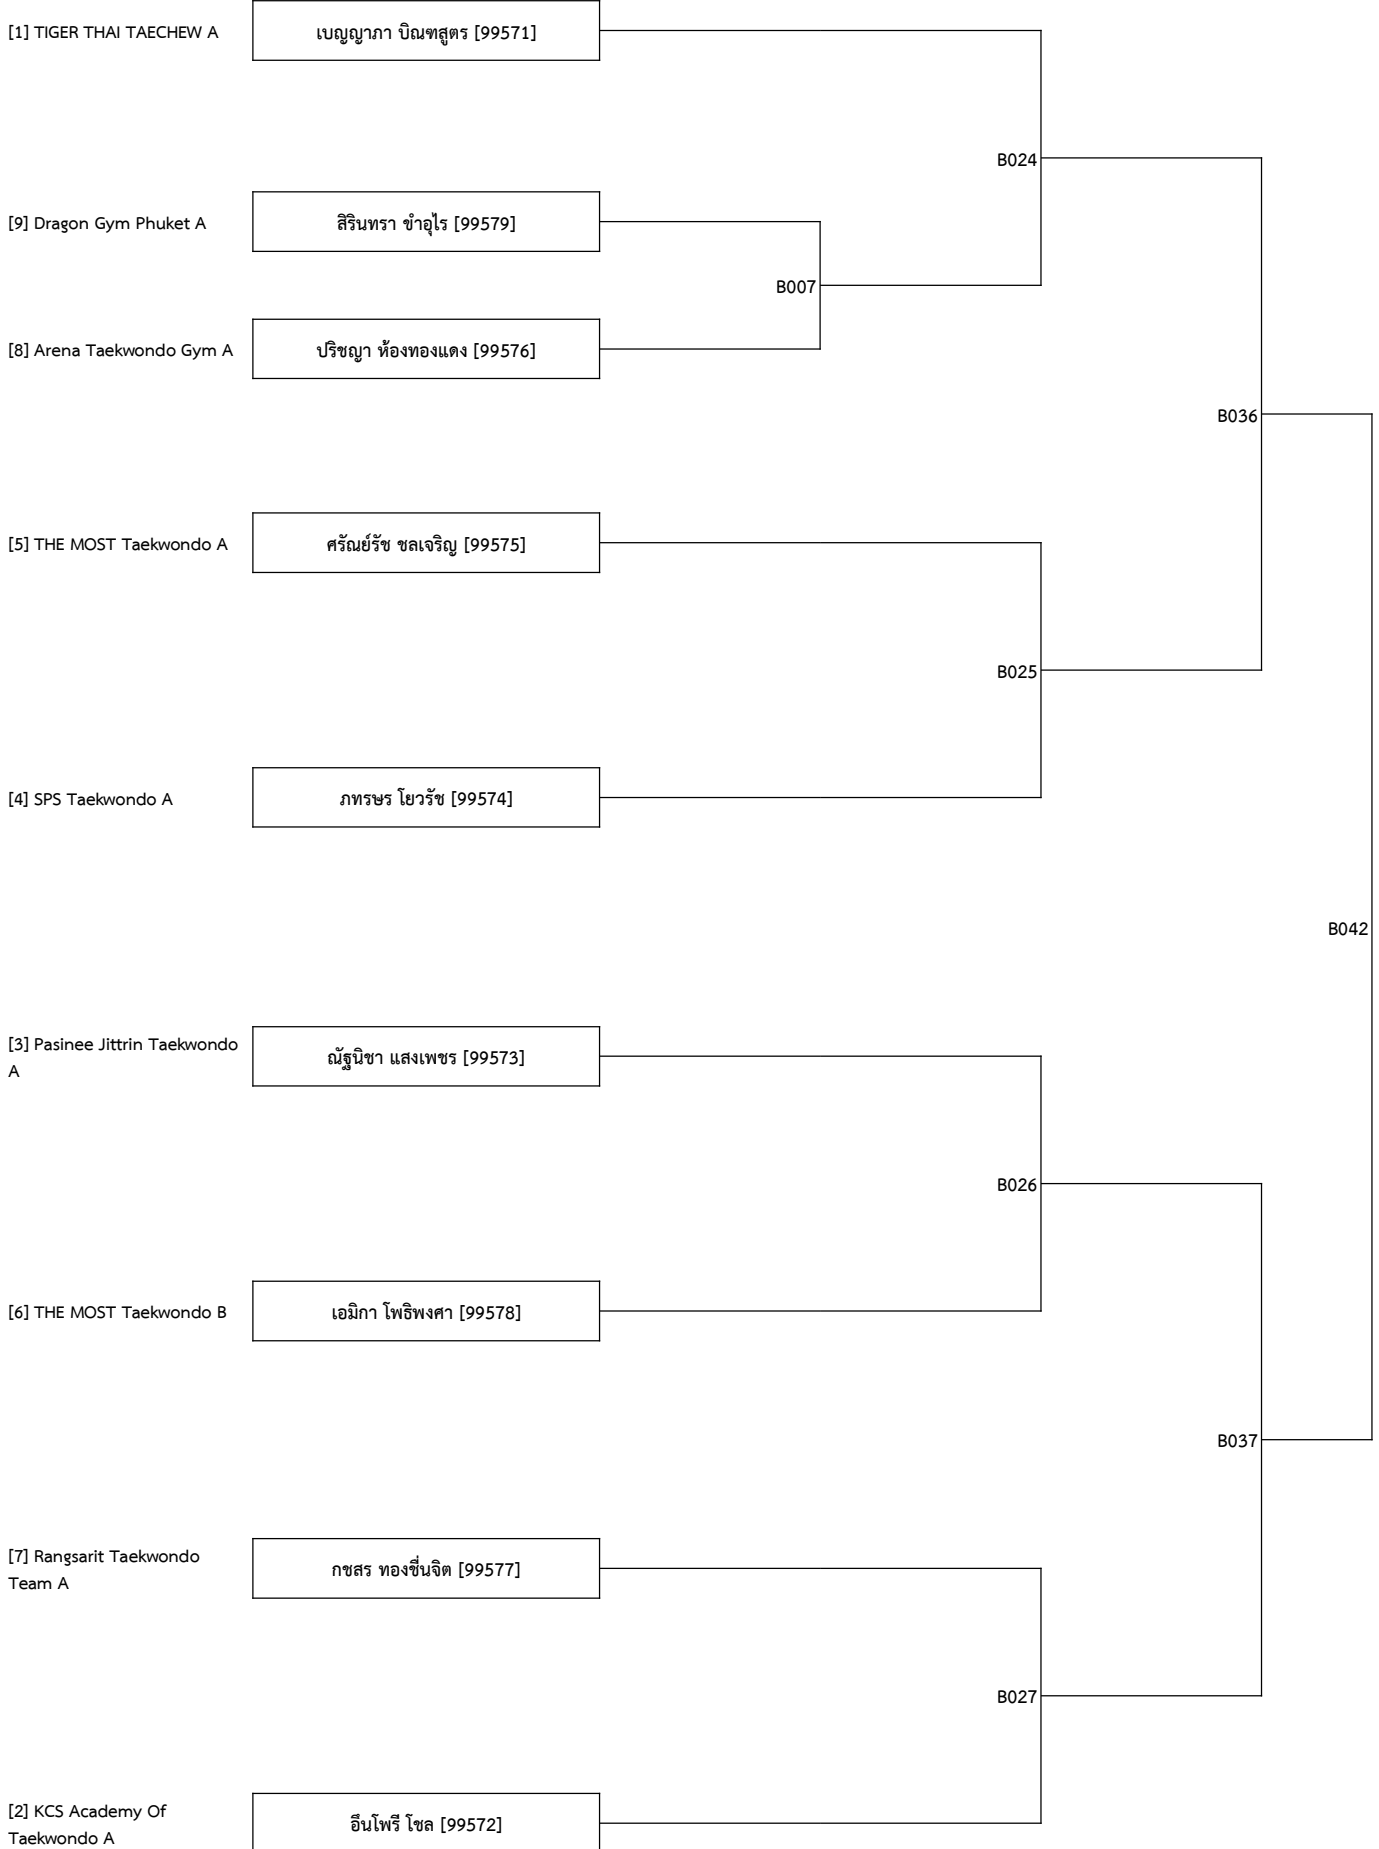 [1] TIGER THAI TAECHEW A
เบญญาภา บิณฑสูตร [99571]
B024
[9] Dragon Gym Phuket A
สิรินทรา ขำอุไร [99579]
B007
[8] Arena Taekwondo Gym A
ปริชญา ห้องทองแดง [99576]
B036
[5] THE MOST Taekwondo A
ศรัณย์รัช ชลเจริญ [99575]
B025
[4] SPS Taekwondo A
ภทรษร โยวรัช [99574]
B042
[3] Pasinee Jittrin Taekwondo
A
ณัฐนิชา แสงเพชร [99573]
B026
[6] THE MOST Taekwondo B
เอมิกา โพธิพงศา [99578]
B037
[7] Rangsarit Taekwondo
Team A
กชสร ทองชื่นจิต [99577]
B027
[2] KCS Academy Of
Taekwondo A
อึนโพรี โชล [99572]